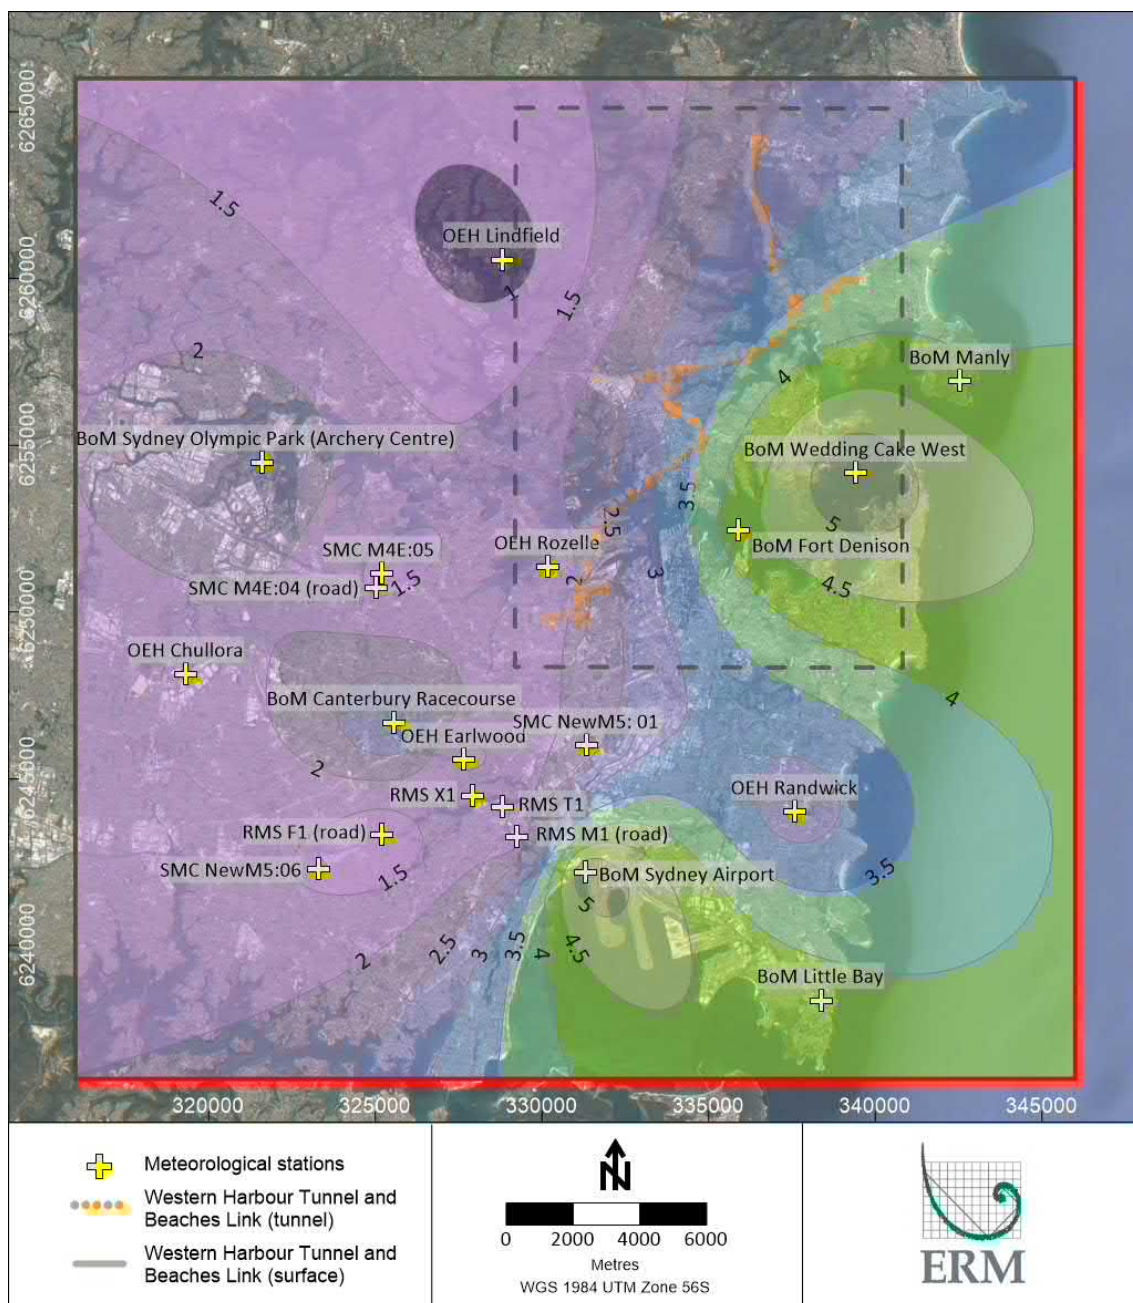 6265000
6260000
6255000
6250000
6245000
6240000
1.5
OEH Lindfield
1
1.5
2
4
BoM Manly
BoM Sydney Olympic Park (Archery Centre)
BoM Wedding Cake West
3.5
2.5
5
SMC M4E:05
OEH Rozelle
BoM Fort Denison
3
SMC M4E:04 (road)
1.5
2
4.5
OEH Chullora
BoM Canterbury Racecourse
4
SMC NewM5: 01
OEH Earlwood
2
RMS X1
OEH Randwick
RMS T1
RMS F1 (road)
RMS M1 (road)
SMC NewM5:06
1.5
BoM Sydney Airport
3.5
5
2
2.5
3
3.5
4
4.5
BoM Little Bay
320000 325000 330000 335000 340000 345000
Meteorological stations
Western Harbour Tunnel and
Beaches Link (tunnel)
Western Harbour Tunnel and
Beaches Link (surface)
N
0 2000 4000 6000
Metres
WGS 1984 UTM Zone 56S
ERM